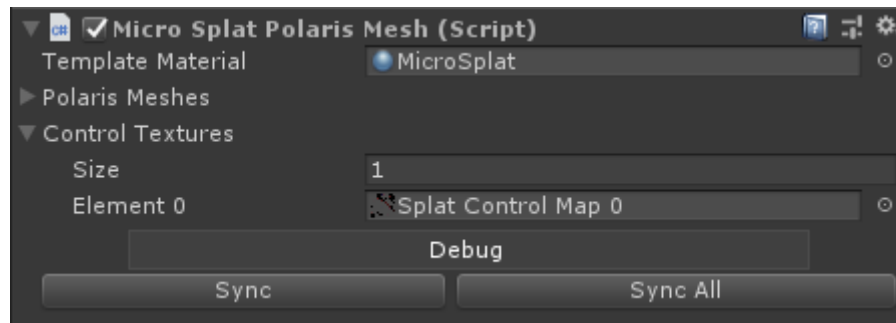 Micro Splat Polaris Mesh (Script)
Template Material MicroSplat
Polaris Meshes
Control Textures
Size 1
Element 0 Splat Control Map 0
Debug
Sync Sync All